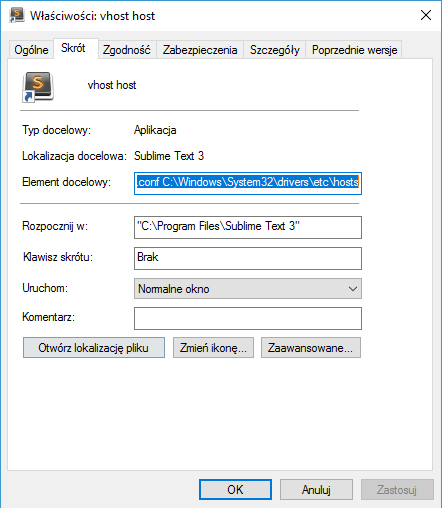 Właściwości: vhost host
Ogólne Skrót Zgodność Zabezpieczenia Szczegóły Poprzednie wersje
S
vhost host
Typ docelowy: Aplikacja
Lokalizacja docelowa: Sublime Text 3
Element docelowy: .conf C:\Windows\System32\drivers\etc\hosts
Rozpocznij w: "C:\Program Files\Sublime Text 3"
Klawisz skrótu: Brak
Uruchom: Normalne okno
Komentarz:
Otwórz lokalizację pliku Zmień ikonę... Zaawansowane...
OK Anuluj Zastosuj